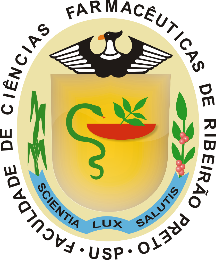 FACULDADE DE CIÊNCIAS FARMACÊUTICAS DE RIBEIRÃO PRETO • USP •
SCIENTIA LUX SALUTIS